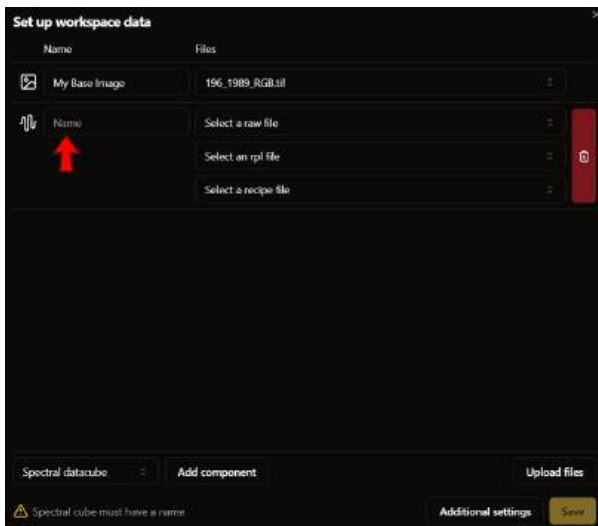 Set up workspace data
Name Files
My Base Image 196_1989_RGB.tif
Name Select a raw file
Select an rpl file
Select a recipe file
Spectral datacube Add component Upload files
Spectral cube must have a name Additional settings Save